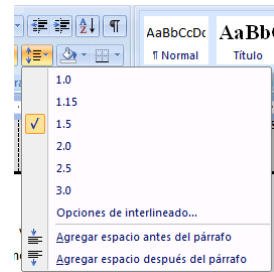 AaBbCcDc AaBb
¶ Normal Título
1.0
1.15
1.5
2.0
2.5
3.0
Opciones de interlineado...
Agregar espacio antes del párrafo
Agregar espacio después del párrafo